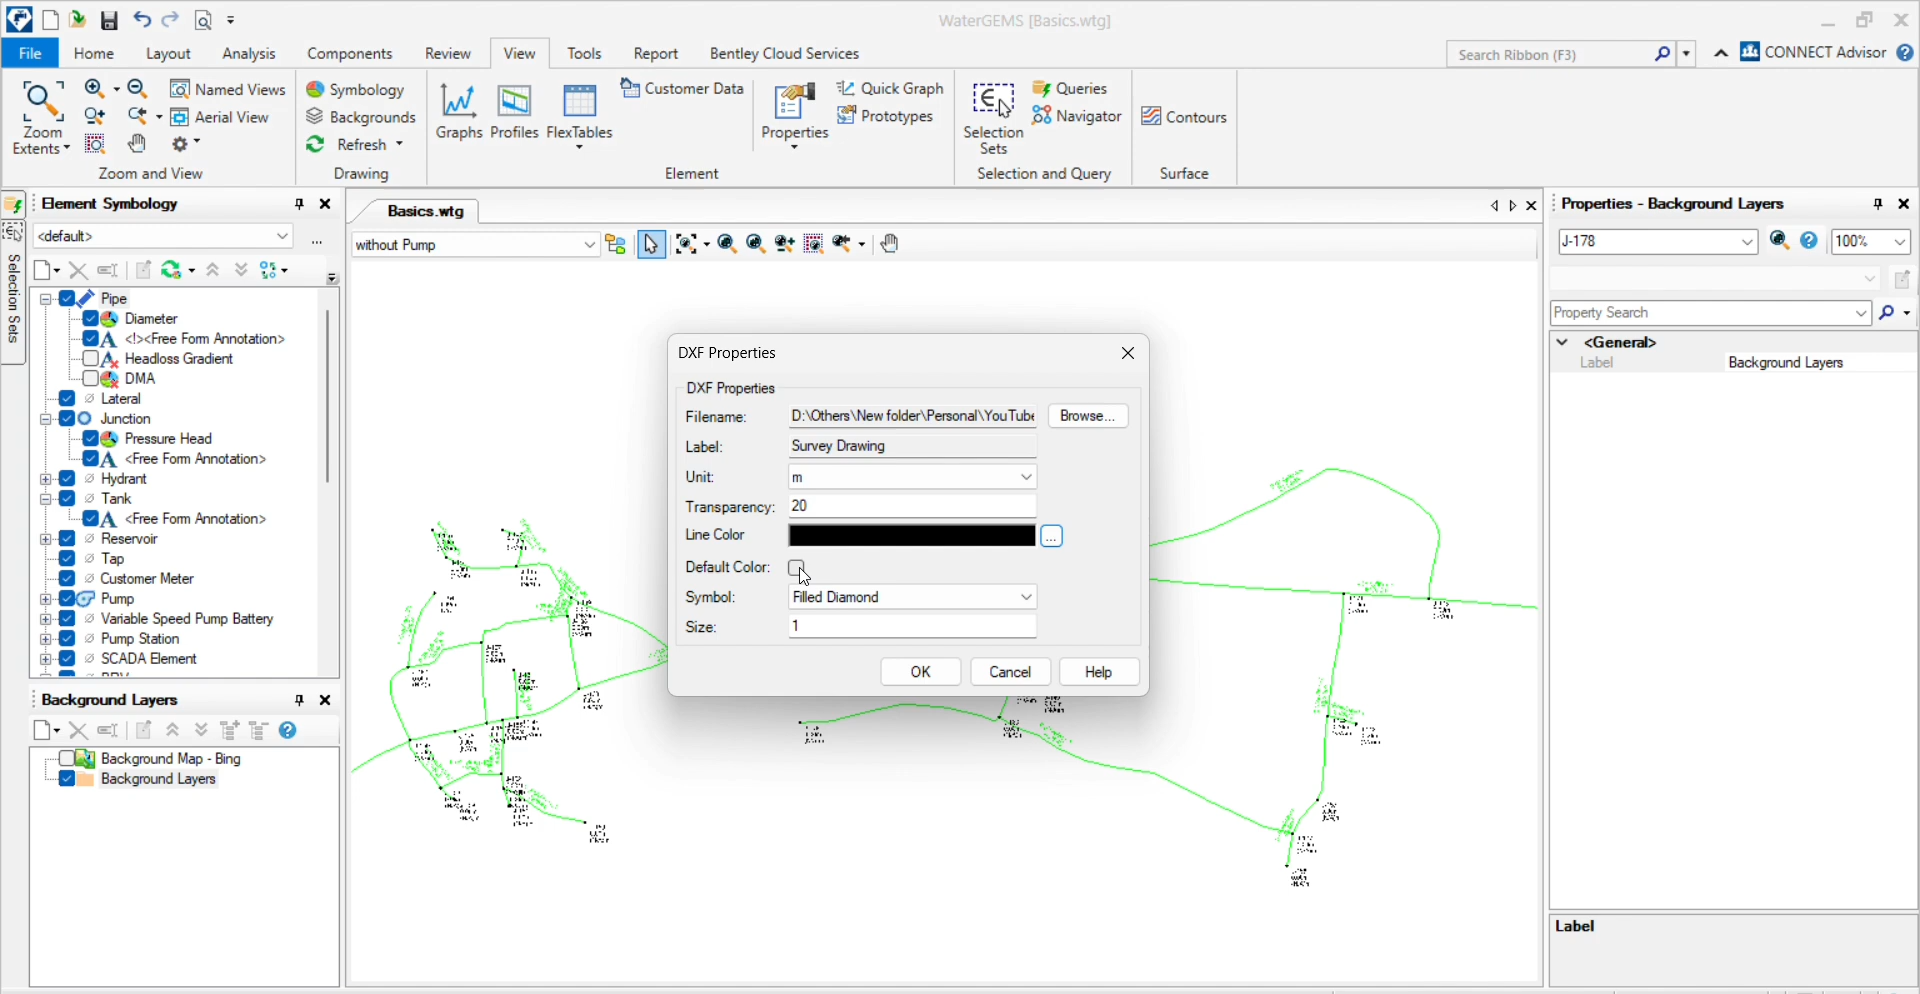 WaterGEMS [Basics.wtg]
File Home Layout Analysis Components Review View Tools Report Bentley Cloud Services
Search Ribbon (F3) CONNECT Advisor
Zoom Extents
Named Views
Aerial View
Zoom and View
Symbology
Backgrounds
Refresh
Drawing
Graphs Profiles FlexTables
Customer Data
Properties
Quick Graph
Prototypes
Element
Selection Sets
Queries
Navigator
Selection and Query
Contours
Surface
Selection Sets
Element Symbology
<default>
...
Pipe
Diameter
<!><Free Form Annotation>
Headloss Gradient
DMA
Lateral
Junction
Pressure Head
<Free Form Annotation>
Hydrant
Tank
<Free Form Annotation>
Reservoir
Tap
Customer Meter
Pump
Variable Speed Pump Battery
Pump Station
SCADA Element
Background Layers
Background Map - Bing
Background Layers
Basics.wtg
without Pump
DXF Properties
DXF Properties
Filename: D:\Others\New folder\Personal\YouTube Browse...
Label: Survey Drawing
Unit: m
Transparency: 20
Line Color ...
Default Color:
Symbol: Filled Diamond
Size: 1
OK Cancel Help
Properties - Background Layers
J-178 100%
Property Search
<General>
Label Background Layers
Label